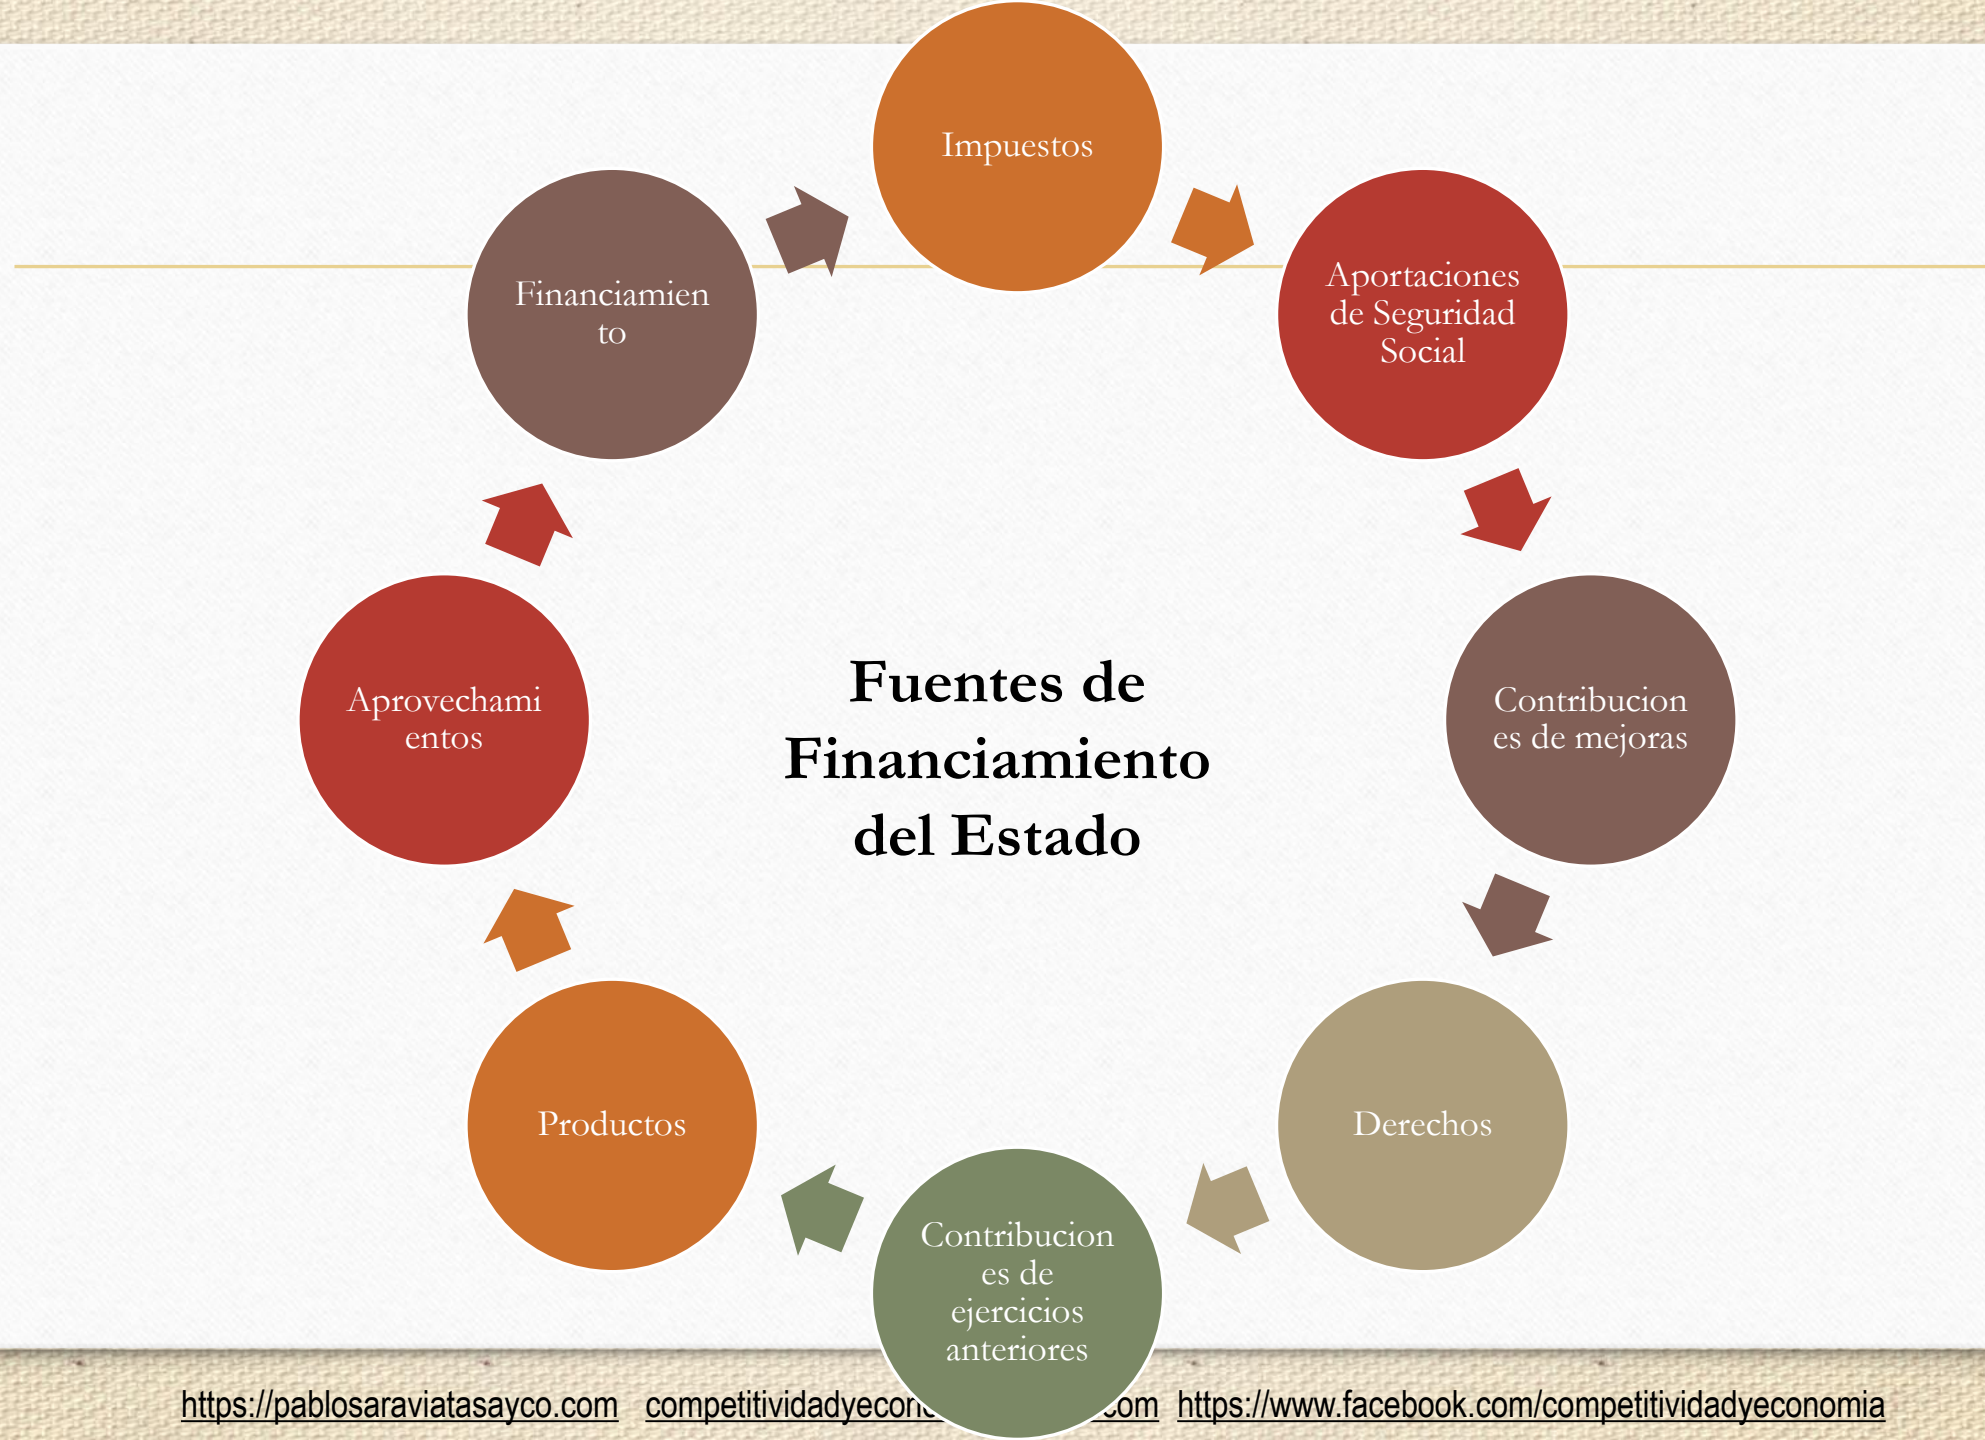 Impuestos
Aportaciones
de Seguridad
Social
Contribucion
es de mejoras
Derechos
Contribucion
es de
ejercicios
anteriores
Productos
Aprovechami
entos
Financiamien
to
Fuentes de
Financiamiento
del Estado
https://pablosaraviatasayco.com https://www.facebook.com/competitividadyeconomia